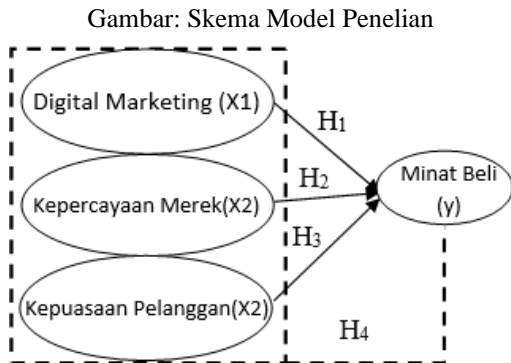 Gambar: Skema Model Penelian
Digital Marketing (X1)
H₁
Kepercayaan Merek(X2)
H₂
Minat Beli
(y)
H₃
Kepuasaan Pelanggan(X2)
H₄